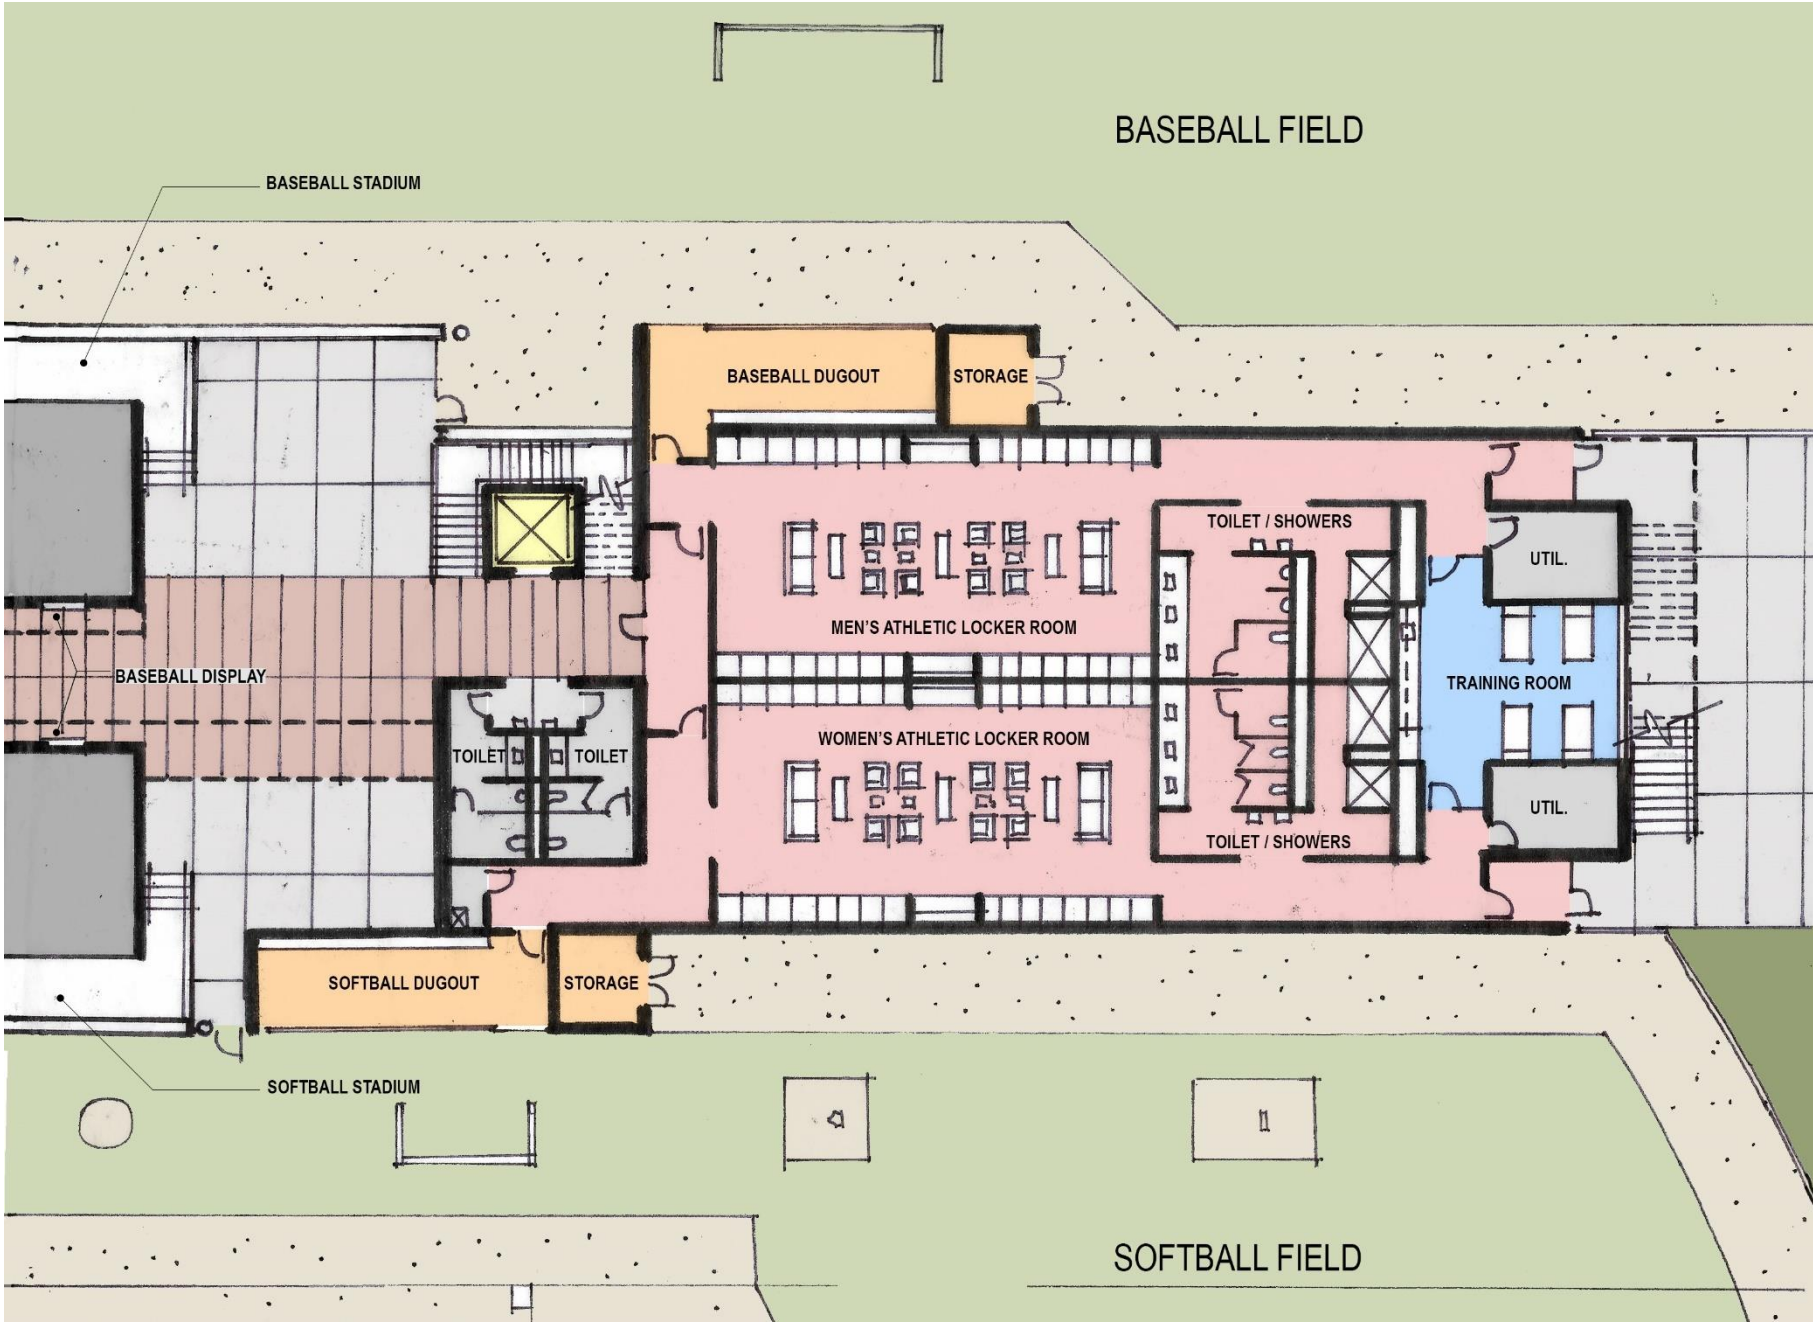 BASEBALL FIELD
BASEBALL STADIUM
BASEBALL DUGOUT
STORAGE
TOILET / SHOWERS
UTIL.
MEN'S ATHLETIC LOCKER ROOM
BASEBALL DISPLAY
TRAINING ROOM
WOMEN'S ATHLETIC LOCKER ROOM
TOILET
TOILET
UTIL.
TOILET / SHOWERS
SOFTBALL DUGOUT
STORAGE
SOFTBALL STADIUM
SOFTBALL FIELD